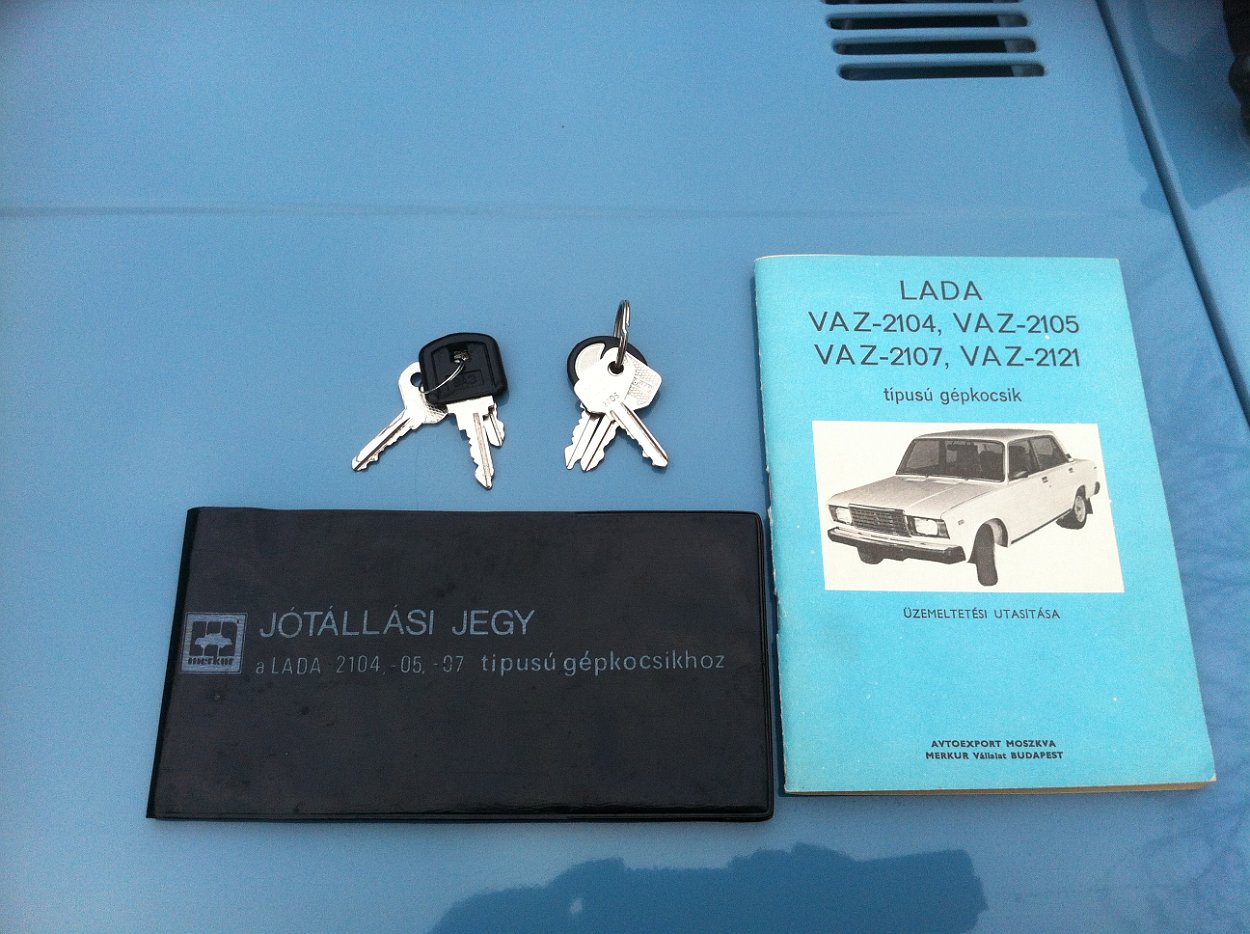 LADA
VAZ-2104, VAZ-2105
VAZ-2107, VAZ-2121
típusú gépkocsik
ÜZEMELTETÉSI UTASÍTÁSA
AVTOEXPORT MOSZKVA
MERKUR Vállalat BUDAPEST
JÓTÁLLÁSI JEGY
merkur
a LADA 2104,-05,-07 tipusú gépkocsikhoz